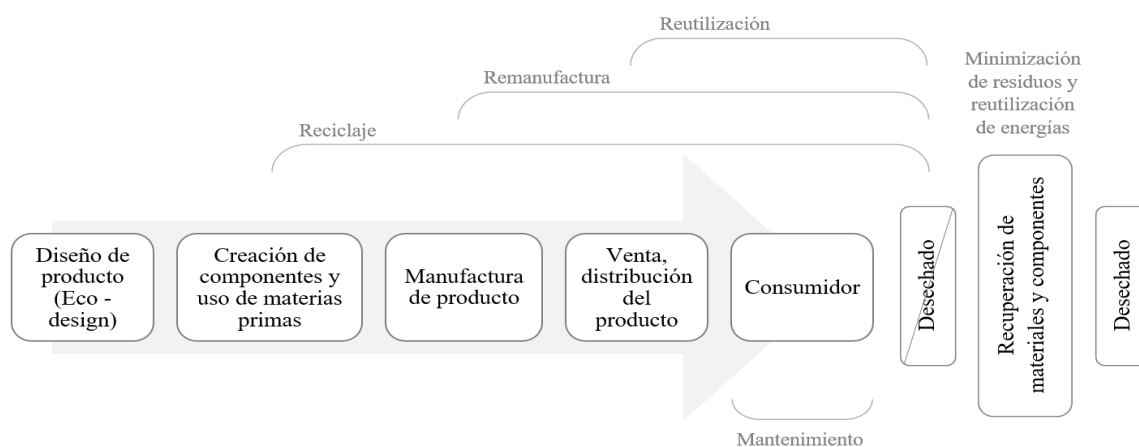 Reutilización
Remanufactura
Reciclaje
Minimización
de residuos y
reutilización
de energías
Diseño de
producto
(Eco -
design)
Creación de
componentes y
uso de materias
primas
Manufactura
de producto
Venta,
distribución
del
producto
Consumidor
Desechado
Recuperación de
materiales y componentes
Desechado
Mantenimiento